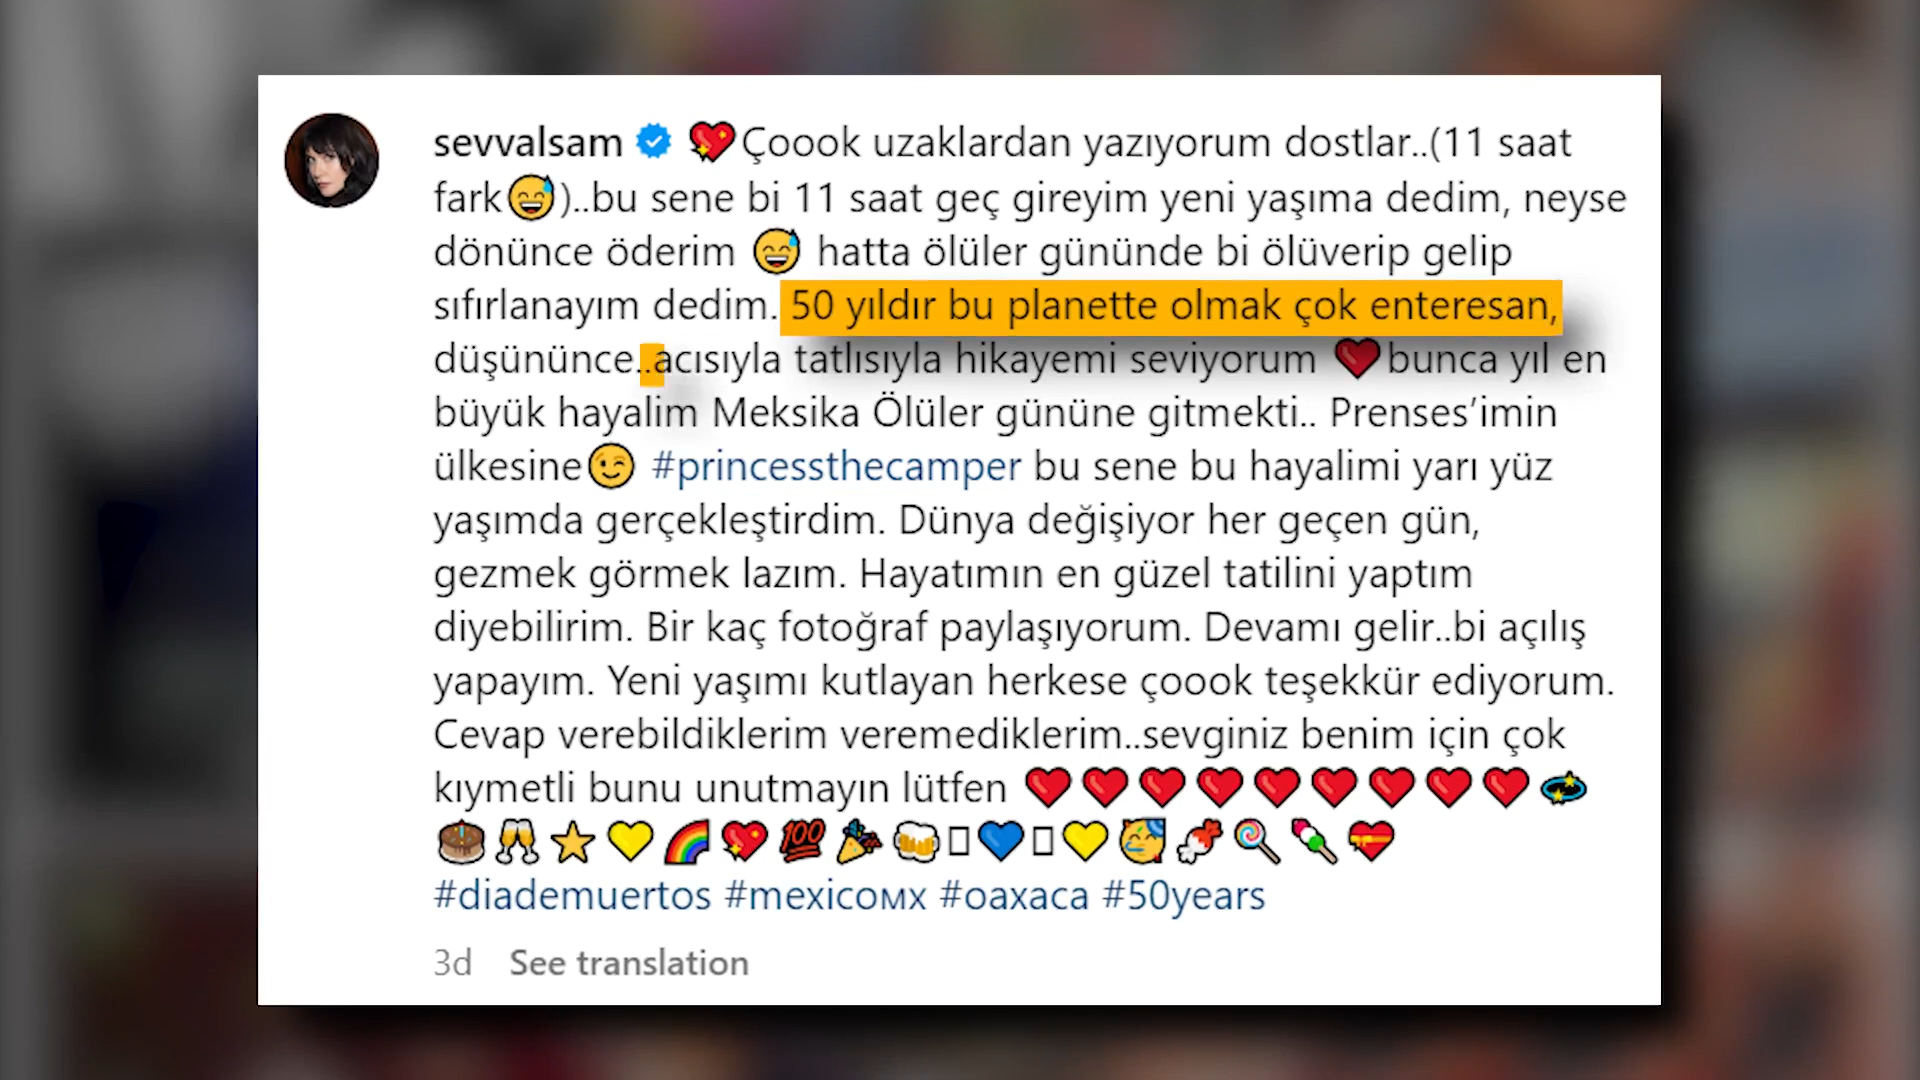 sevvalsam 💖Çoook uzaklardan yazıyorum dostlar..(11 saat
fark😅)..bu sene bi 11 saat geç gireyim yeni yaşıma dedim, neyse
dönünce öderim 😅 hatta ölüler gününde bi ölüverip gelip
sıfırlanayım dedim. 50 yıldır bu planette olmak çok enteresan,
düşününce..acısıyla tatlısıyla hikayemi seviyorum ❤️bunca yıl en
büyük hayalim Meksika Ölüler gününe gitmekti.. Prenses’imin
ülkesine😉 #princessthecamper bu sene bu hayalimi yarı yüz
yaşımda gerçekleştirdim. Dünya değişiyor her geçen gün,
gezmek görmek lazım. Hayatımın en güzel tatilini yaptım
diyebilirim. Bir kaç fotoğraf paylaşıyorum. Devamı gelir..bi açılış
yapayım. Yeni yaşımı kutlayan herkese çoook teşekkür ediyorum.
Cevap verebildiklerim veremediklerim..sevginiz benim için çok
kıymetli bunu unutmayın lütfen ❤️❤️❤️❤️❤️❤️❤️❤️❤️💫
🎂🥂⭐💛🌈💖💯🎉🍻▯💙▯💛🥳🍡🍭🍡💝
#diademuertos #mexicoмx #oaxaca #50years
3d See translation